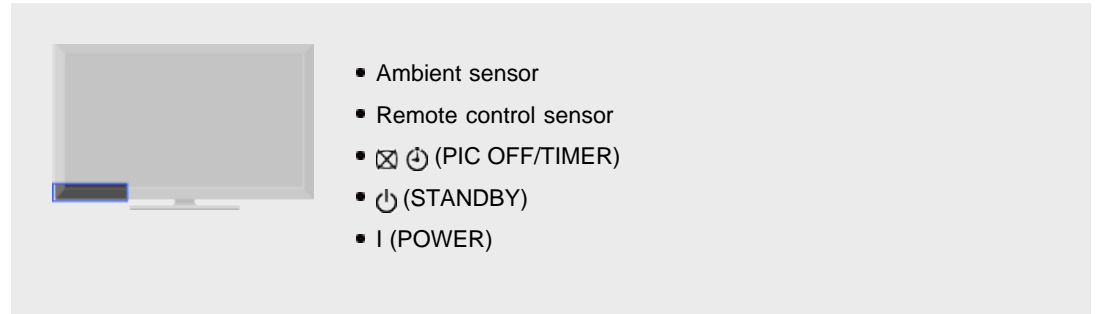 • Ambient sensor
• Remote control sensor
• (PIC OFF/TIMER)
• (STANDBY)
• I (POWER)